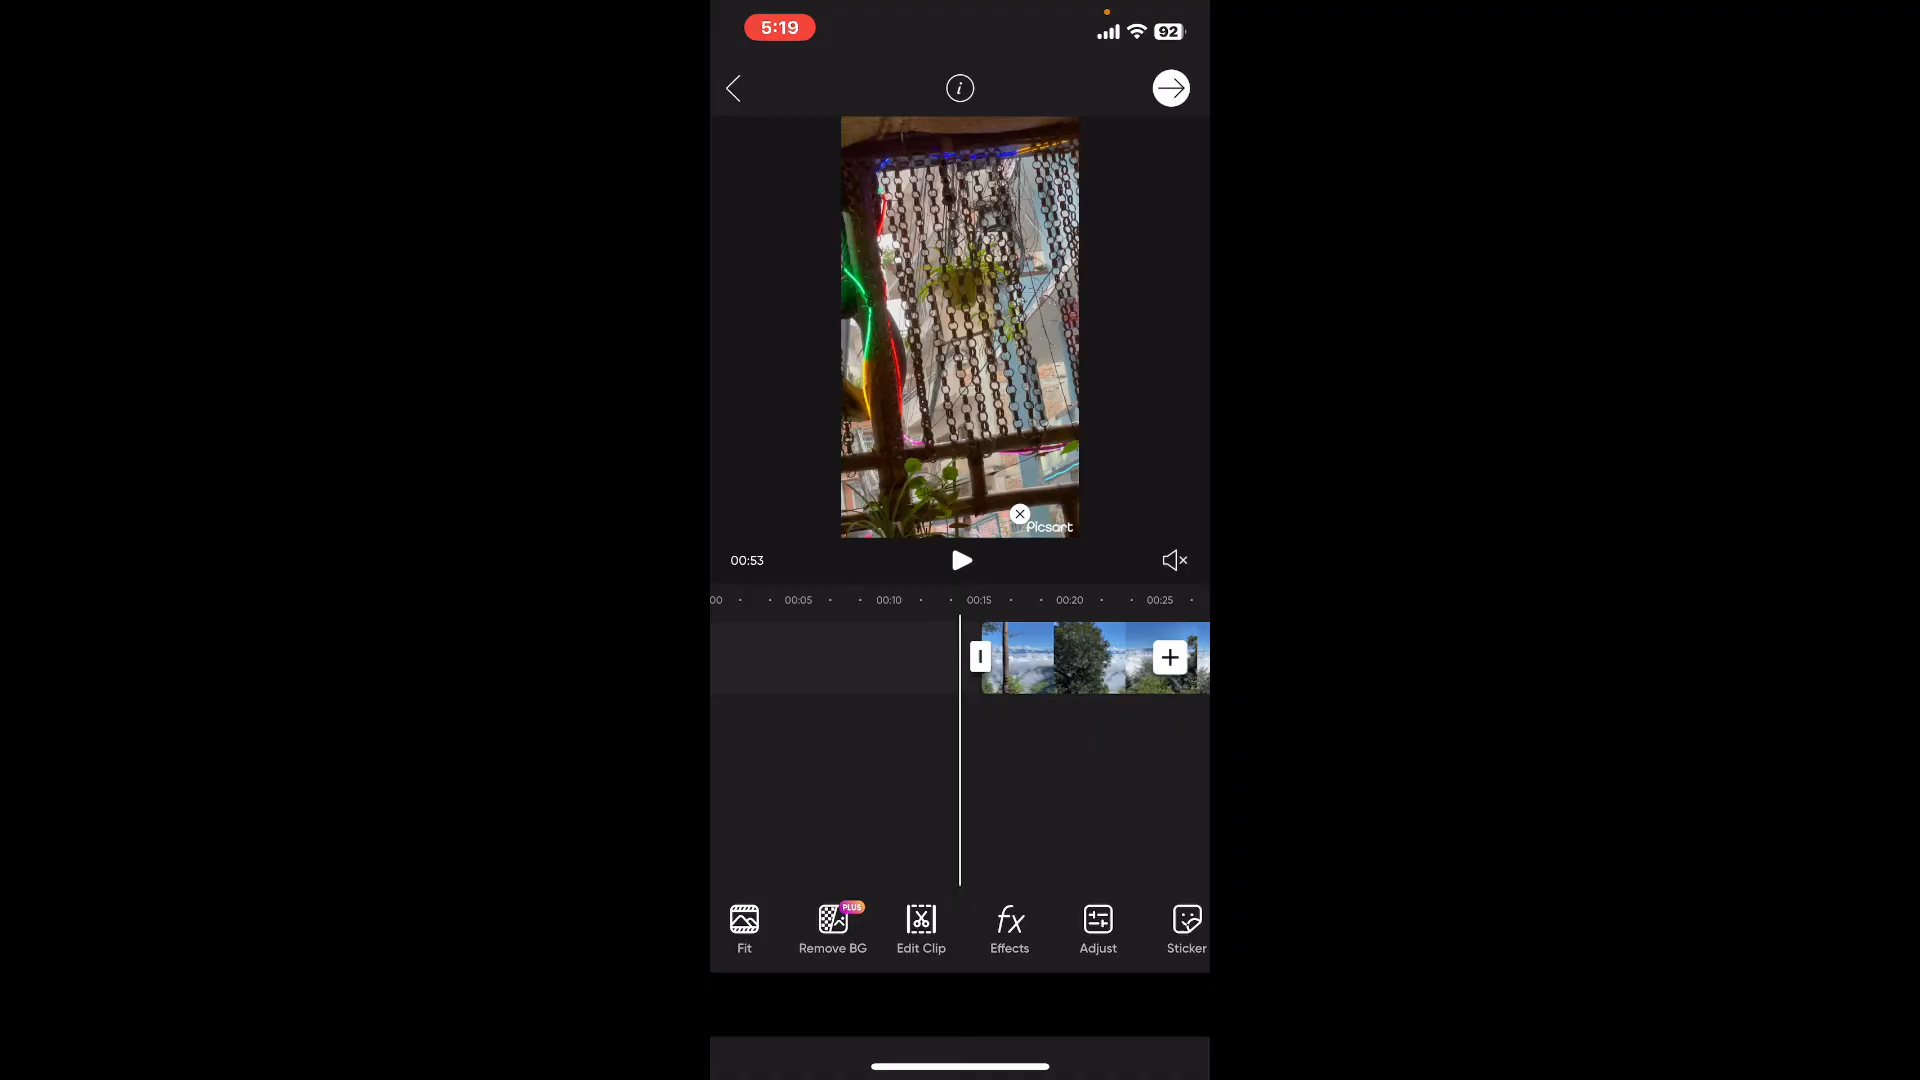 5:19
92
i
Picsart
00:53
00 00:05 00:10 00:15 00:20 00:25
PLUS
fx
Fit Remove BG Edit Clip Effects Adjust Sticker